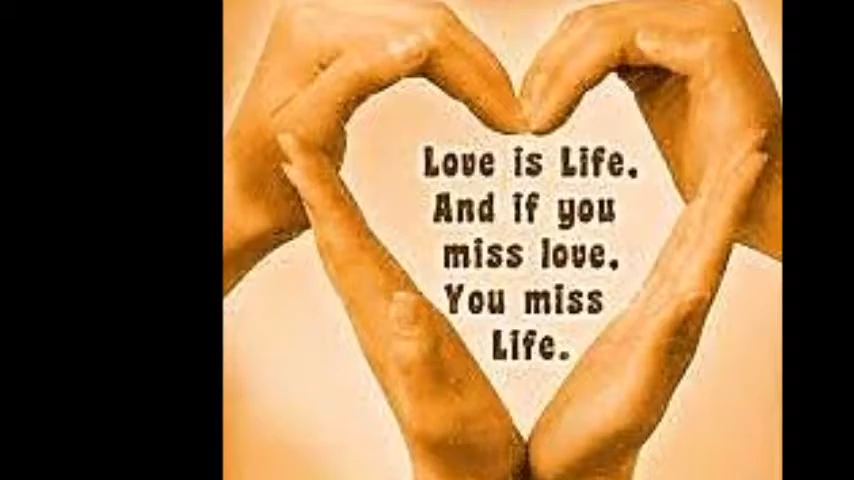 Love is Life.
And if you
miss love.
You miss
Life.